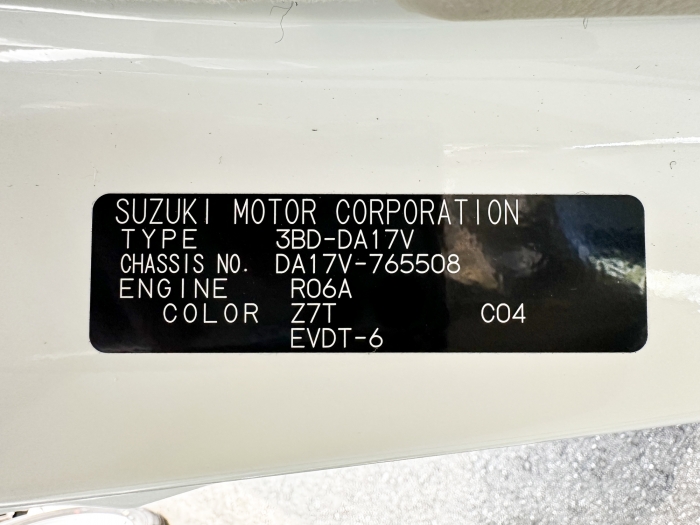 SUZUKI MOTOR CORPORATION
TYPE 3BD-DA17V
CHASSIS NO. DA17V-765508
ENGINE R06A
COLOR Z7T C04
EVDT-6